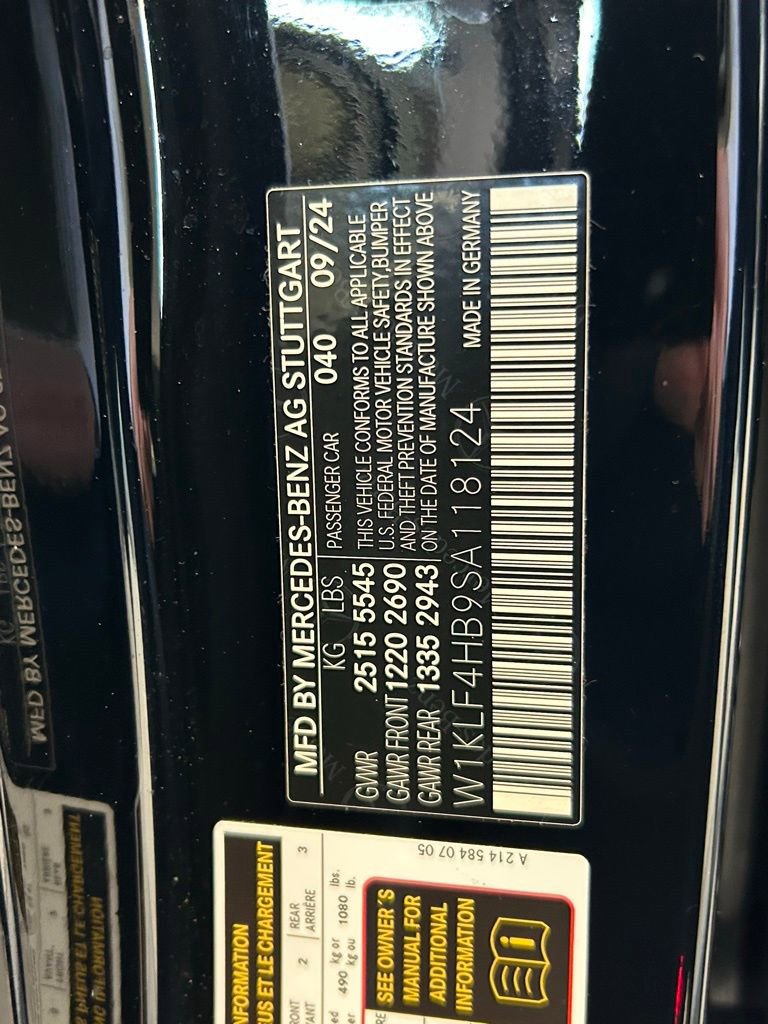 MFD BY MERCEDES-BENZ AG STUTTGART
KG LBS PASSENGER CAR 040 09/24
GVWR 2515 5545 THIS VEHICLE CONFORMS TO ALL APPLICABLE
U.S. FEDERAL MOTOR VEHICLE SAFETY,BUMPER
GAWR FRONT 1220 2690 AND THEFT PREVENTION STANDARDS IN EFFECT
GAWR REAR 1335 2943 ON THE DATE OF MANUFACTURE SHOWN ABOVE
W1KLF4HB9SA118124 MADE IN GERMANY
A 214 584 07 05
ET LE CHARGEMENT
2 REAR 3
ARRIÈRE
490 kg or 1080 lbs.
kg ou lb.
SEE OWNER'S
MANUAL FOR
ADDITIONAL
INFORMATION
MFD BY MERCEDES-BENZ AG